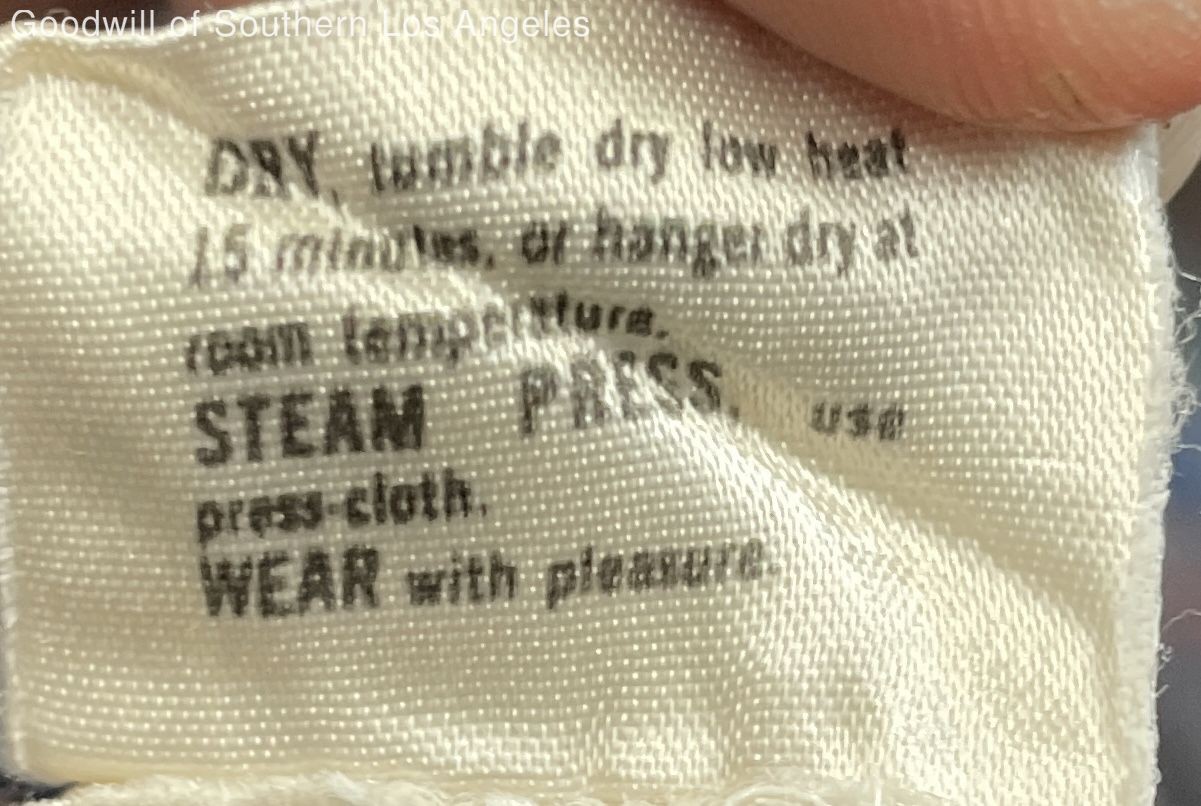 Goodwill of Southern Los Angeles
DRY, tumble dry low heat
15 minutes, or hanger dry at
room temperature.
STEAM PRESS, use
press-cloth.
WEAR with pleasure.